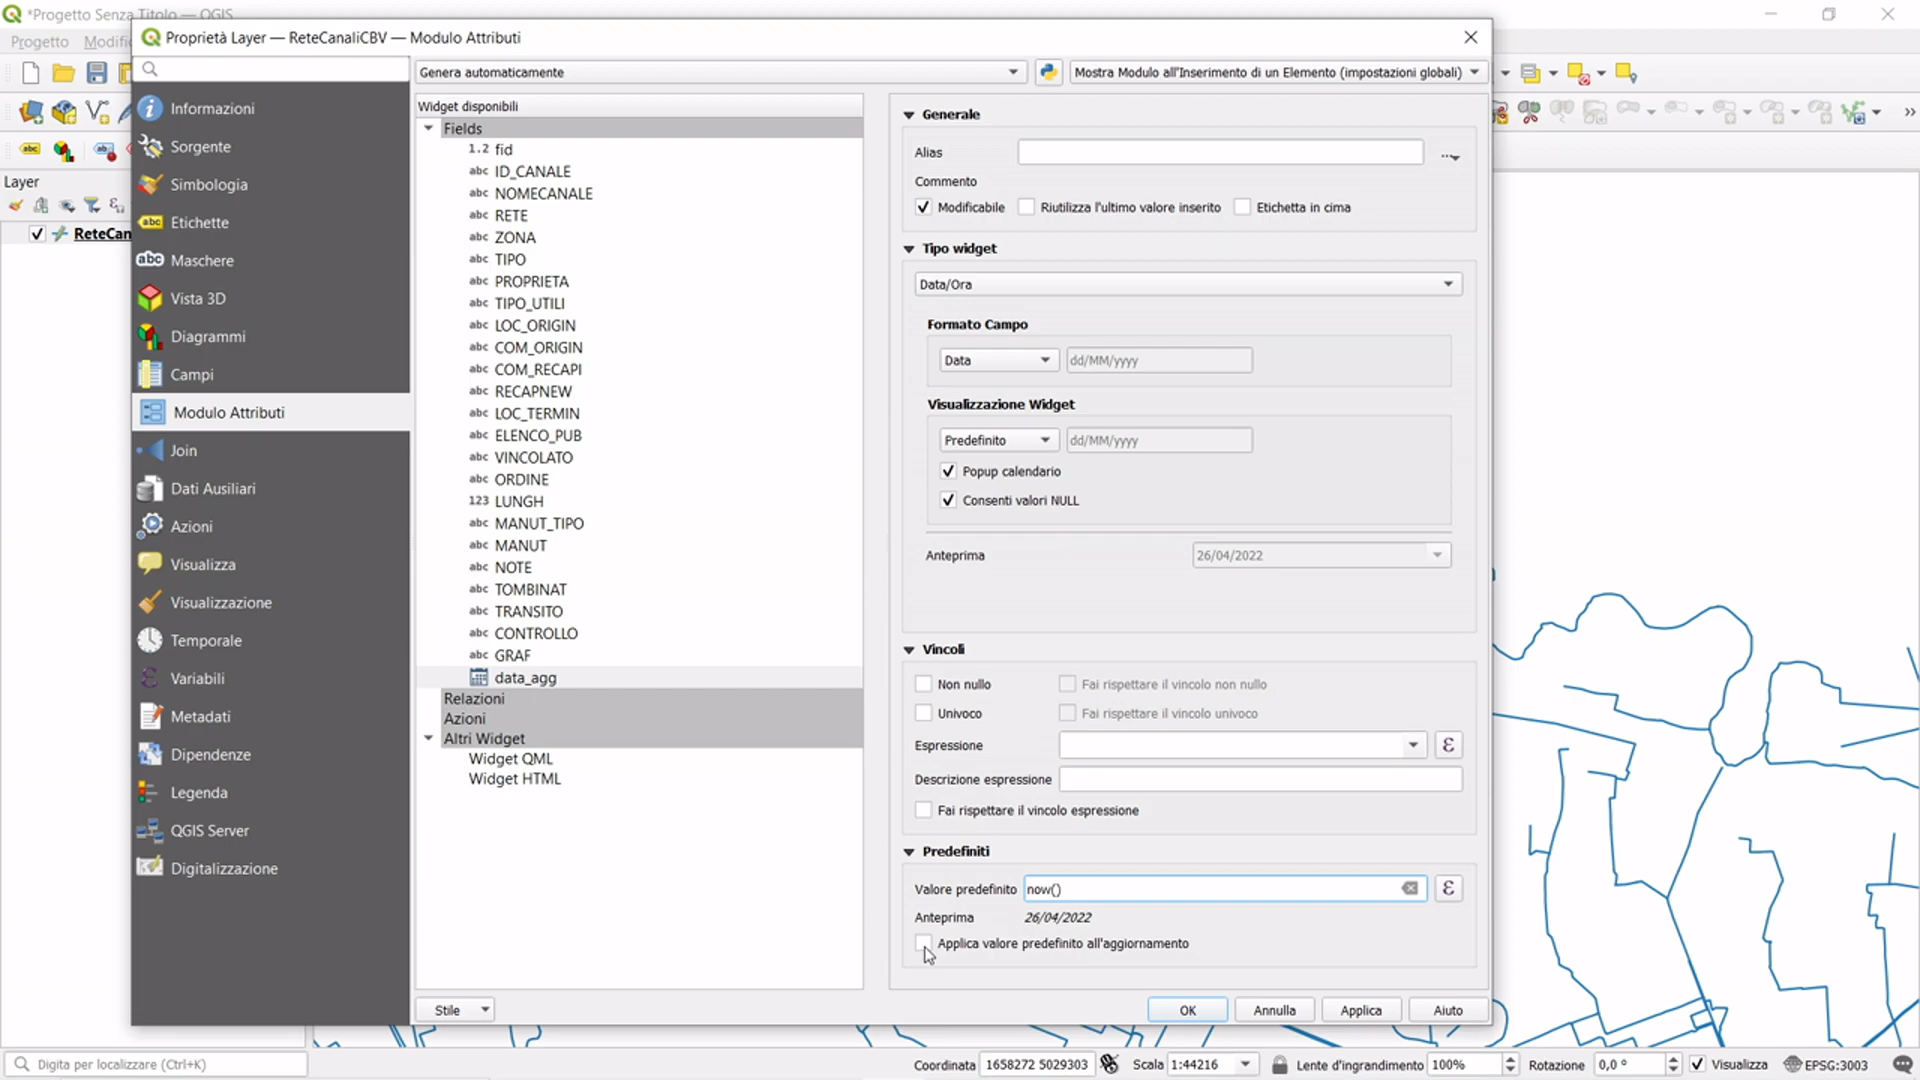 *Progetto Senza Titolo — QGIS
Proprietà Layer — ReteCanaliCBV — Modulo Attributi
Progetto
Genera automaticamente
Mostra Modulo all'Inserimento di un Elemento (impostazioni globali)
Informazioni
Sorgente
Simbologia
Etichette
Maschere
Vista 3D
Diagrammi
Campi
Modulo Attributi
Join
Dati Ausiliari
Azioni
Visualizza
Visualizzazione
Temporale
Variabili
Metadati
Dipendenze
Legenda
QGIS Server
Digitalizzazione
Layer
ReteCan
Widget disponibili
Fields
1.2 fid
abc ID_CANALE
abc NOMECANALE
abc RETE
abc ZONA
abc TIPO
abc PROPRIETA
abc TIPO_UTILI
abc LOC_ORIGIN
abc COM_ORIGIN
abc COM_RECAPI
abc RECAPNEW
abc LOC_TERMIN
abc ELENCO_PUB
abc VINCOLATO
abc ORDINE
123 LUNGH
abc MANUT_TIPO
abc MANUT
abc NOTE
abc TOMBINAT
abc TRANSITO
abc CONTROLLO
abc GRAF
data_agg
Relazioni
Azioni
Altri Widget
Widget QML
Widget HTML
Generale
Alias
Commento
Modificabile Riutilizza l'ultimo valore inserito Etichetta in cima
Tipo widget
Data/Ora
Formato Campo
Data dd/MM/yyyy
Visualizzazione Widget
Predefinito dd/MM/yyyy
Popup calendario
Consenti valori NULL
Anteprima 26/04/2022
Vincoli
Non nullo Fai rispettare il vincolo non nullo
Univoco Fai rispettare il vincolo univoco
Espressione
Descrizione espressione
Fai rispettare il vincolo espressione
Predefiniti
Valore predefinito now()
Anteprima 26/04/2022
Applica valore predefinito all'aggiornamento
Stile OK Annulla Applica Aiuto
Digita per localizzare (Ctrl+K) Coordinata 1658272 5029303 Scala 1:44216 Lente d'ingrandimento 100% Rotazione 0,0 ° Visualizza EPSG:3003